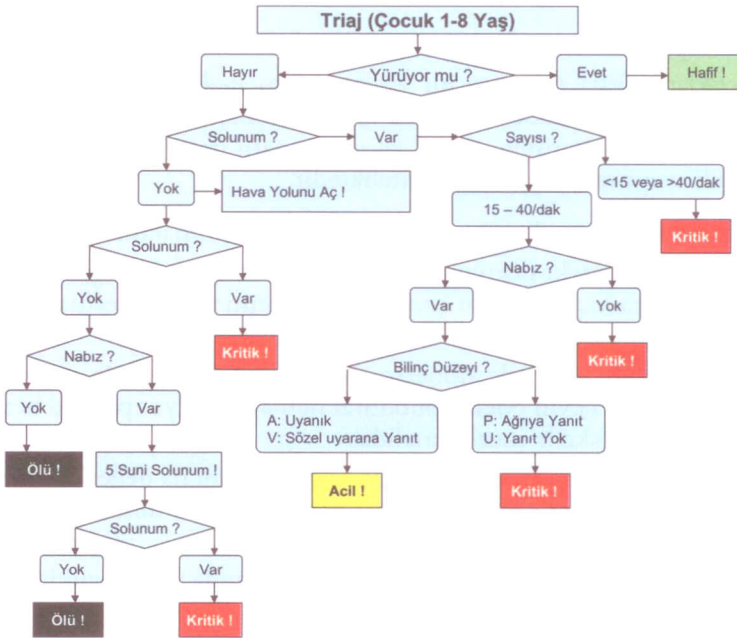 Triaj (Çocuk 1-8 Yaş)
Hayır
Yürüyor mu ?
Evet
Hafif !
Solunum ?
Var
Sayısı ?
Yok
Hava Yolunu Aç !
15 – 40/dak
<15 veya >40/dak
Kritik !
Solunum ?
Nabız ?
Yok
Var
Var
Yok
Nabız ?
Kritik !
Bilinç Düzeyi ?
Kritik !
Yok
Var
A: Uyanık
V: Sözel uyarana Yanıt
P: Ağrıya Yanıt
U: Yanıt Yok
Ölü !
5 Suni Solunum !
Acil !
Kritik !
Solunum ?
Yok
Var
Ölü !
Kritik !